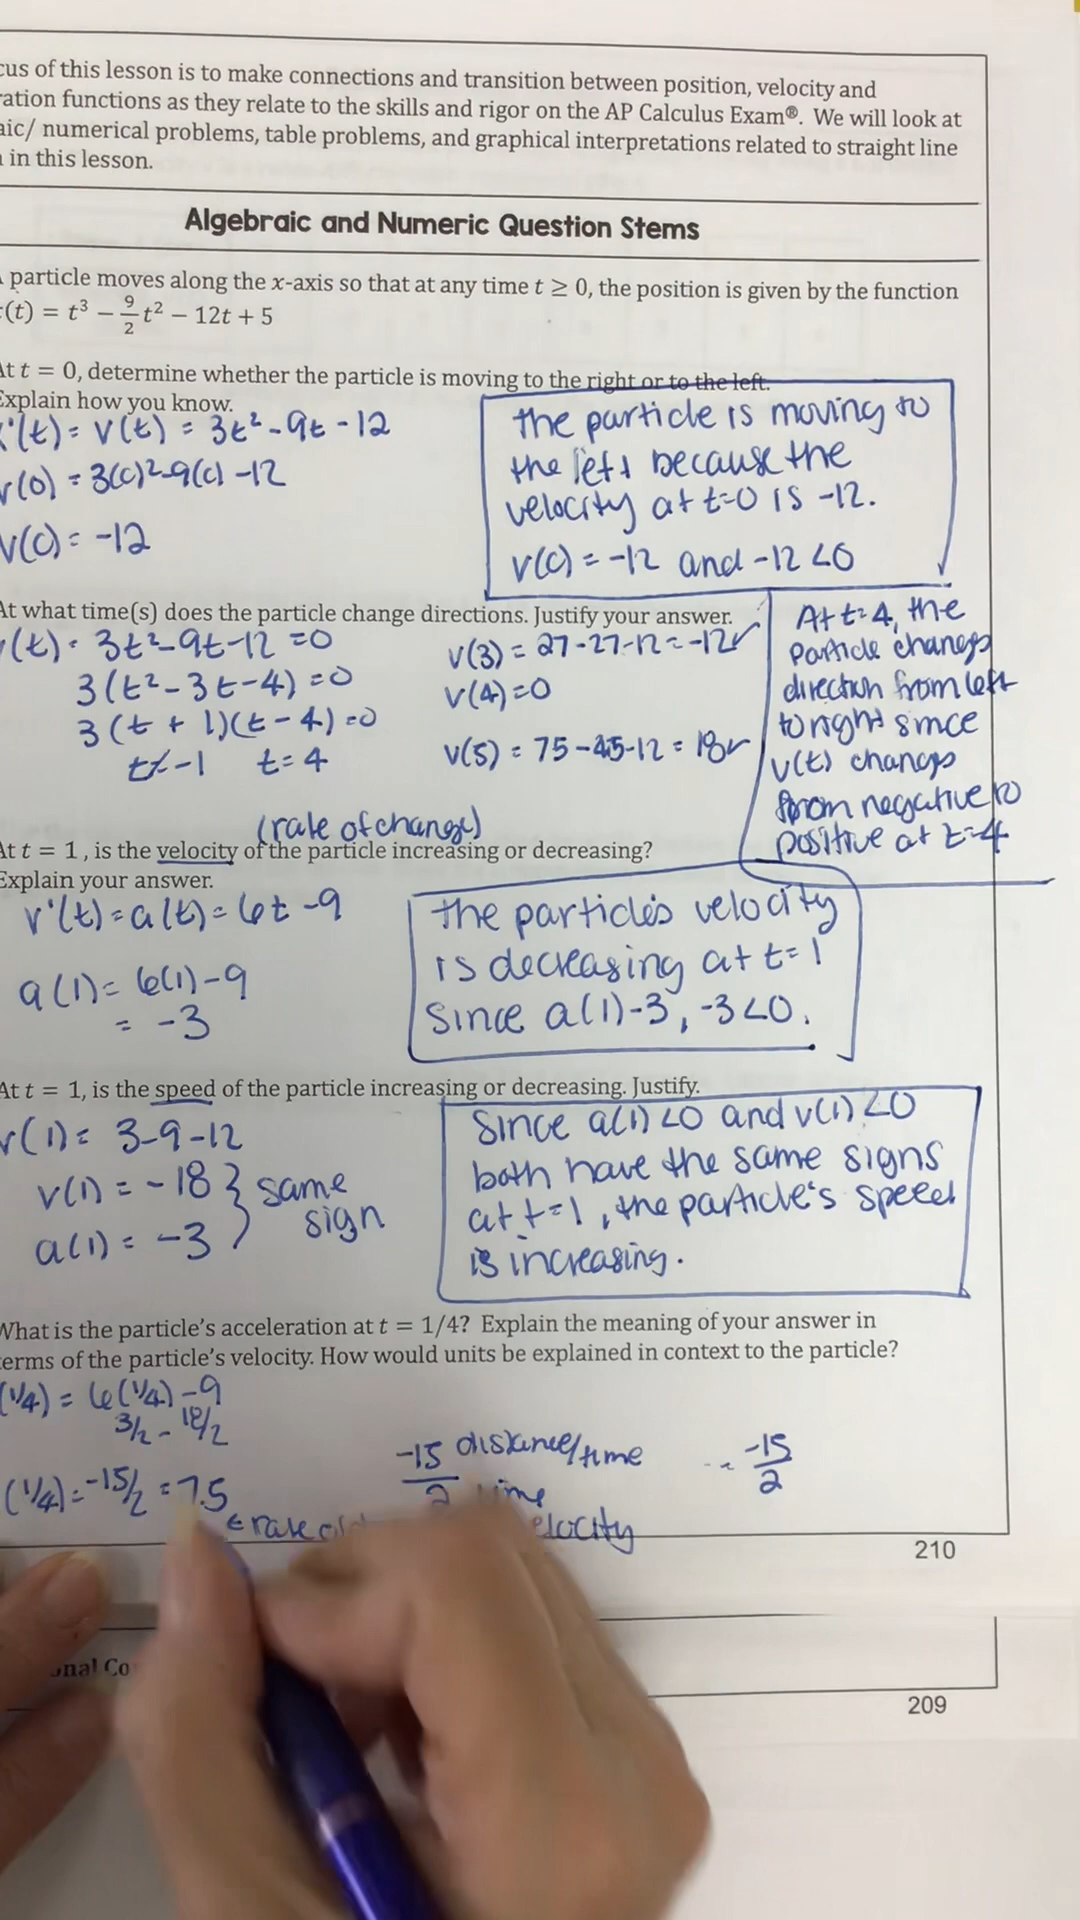 cus of this lesson is to make connections and transition between position, velocity and
ration functions as they relate to the skills and rigor on the AP Calculus Exam®. We will look at
aic/ numerical problems, table problems, and graphical interpretations related to straight line
in this lesson.
Algebraic and Numeric Question Stems
particle moves along the x-axis so that at any time t ≥ 0, the position is given by the function
(t) = t³ − 9/2 t² − 12t + 5
At t = 0, determine whether the particle is moving to the right or to the left.
Explain how you know.
x'(t) = v(t) = 3t² - 9t - 12
v(0) = 3(0)² - 9(0) - 12
v(0) = -12
the particle is moving to
the left because the
velocity at t=0 is -12.
v(0) = -12 and -12 < 0
At what time(s) does the particle change directions. Justify your answer.
(t) = 3t² - 9t - 12 = 0
3(t² - 3t - 4) = 0
3(t + 1)(t - 4) = 0
t≠-1 t = 4
v(3) = 27-27-12 = -12 ✓
v(4) = 0
v(5) = 75-45-12 = 18 ✓
At t=4, the
particle changes
direction from left
to right since
v(t) changes
from negative to
positive at t=4
(rate of change)
At t = 1, is the velocity of the particle increasing or decreasing?
Explain your answer.
v'(t) = a(t) = 6t - 9
a(1) = 6(1) - 9
= -3
the particle's velocity
is decreasing at t=1
since a(1)-3, -3<0.
At t = 1, is the speed of the particle increasing or decreasing. Justify.
v(1) = 3-9-12
v(1) = -18 } same
a(1) = -3 sign
Since a(1)<0 and v(1)<0
both have the same signs
at t=1, the particle's speed
is increasing.
What is the particle's acceleration at t = 1/4? Explain the meaning of your answer in
terms of the particle's velocity. How would units be explained in context to the particle?
(1/4) = 6(1/4) - 9
3/2 - 18/2
(1/4) = -15/2 = 7.5
-15/2 distance/time
time
-15/2
rate
elocity
210
onal Co
209